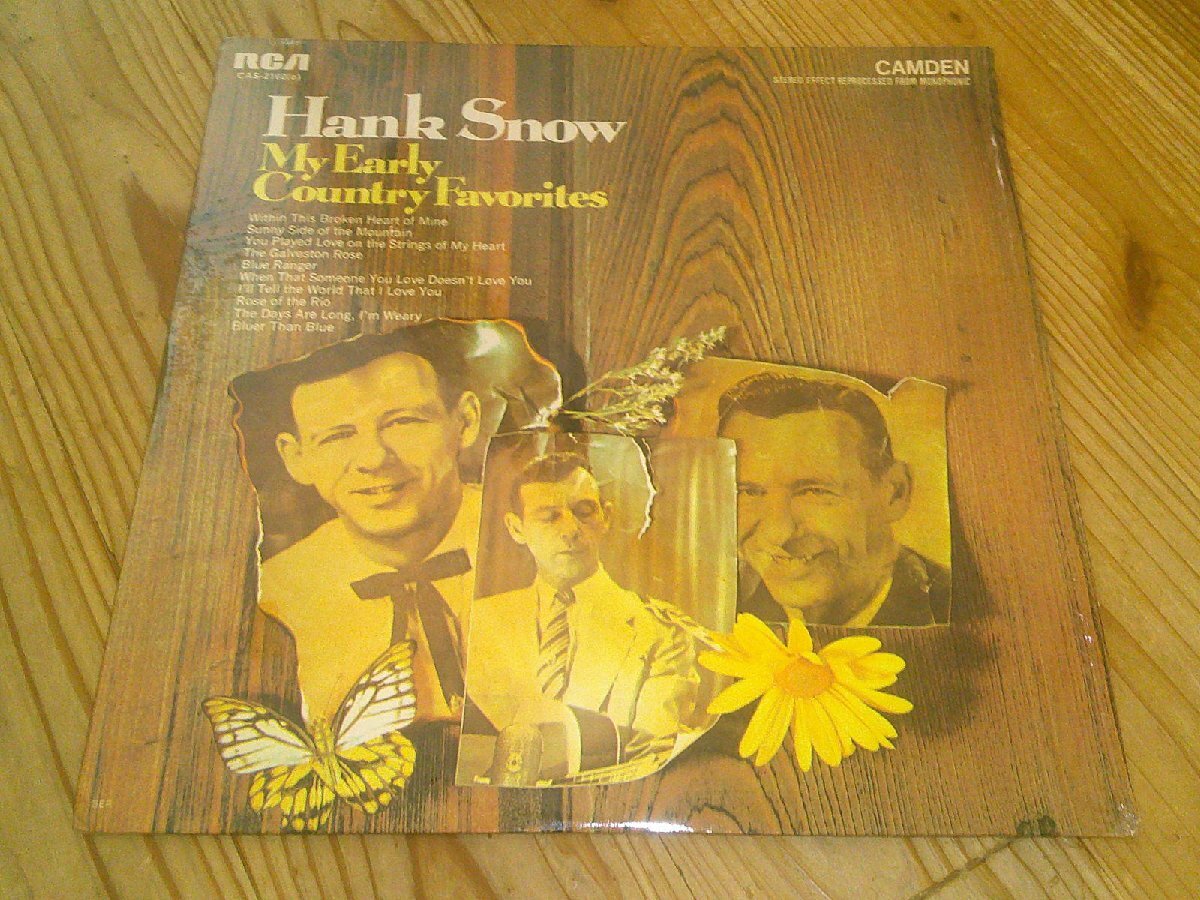 RCA
CAS-2160(e)
CAMDEN
STEREO EFFECT REPROCESSED FROM MONOPHONIC
Hank Snow
My Early
Country Favorites
Within This Broken Heart of Mine
Sunny Side of the Mountain
You Played Love on the Strings of My Heart
The Galveston Rose
Blue Ranger
When That Someone You Love Doesn't Love You
I'll Tell the World That I Love You
Rose of the Rio
The Days Are Long, I'm Weary
Bluer Than Blue